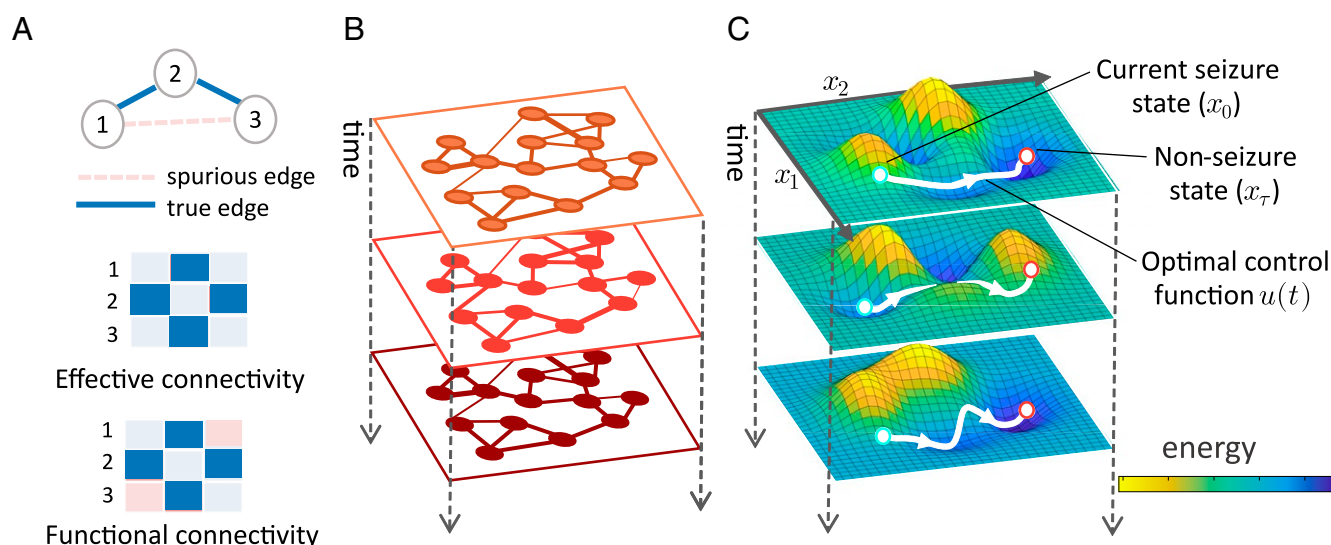 A
2
1
3
spurious edge
true edge
1
2
3
Effective connectivity
1
2
3
Functional connectivity
B
time
C
time
x₂
x₁
Current seizure
state (x₀)
Non-seizure
state (x_τ)
Optimal control
function u(t)
energy